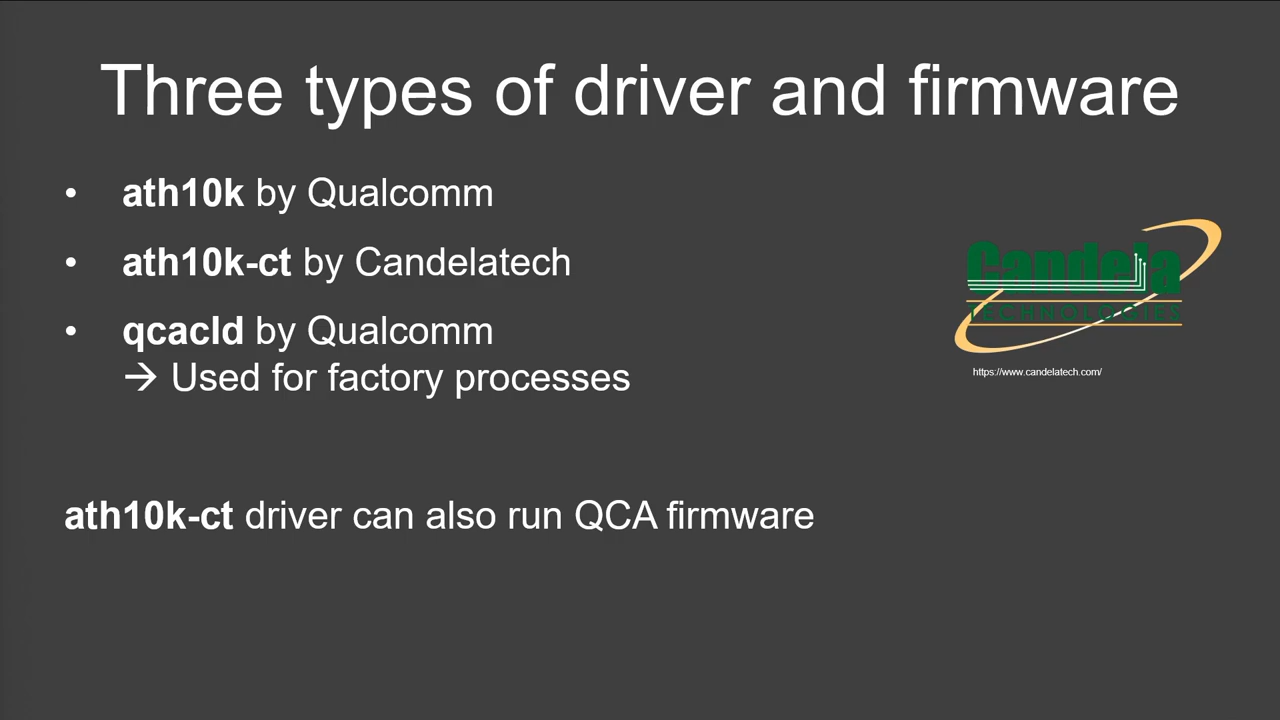 Three types of driver and firmware
• ath10k by Qualcomm
• ath10k-ct by Candelatech
• qcacld by Qualcomm
→ Used for factory processes
Candela
TECHNOLOGIES
https://www.candelatech.com/
ath10k-ct driver can also run QCA firmware